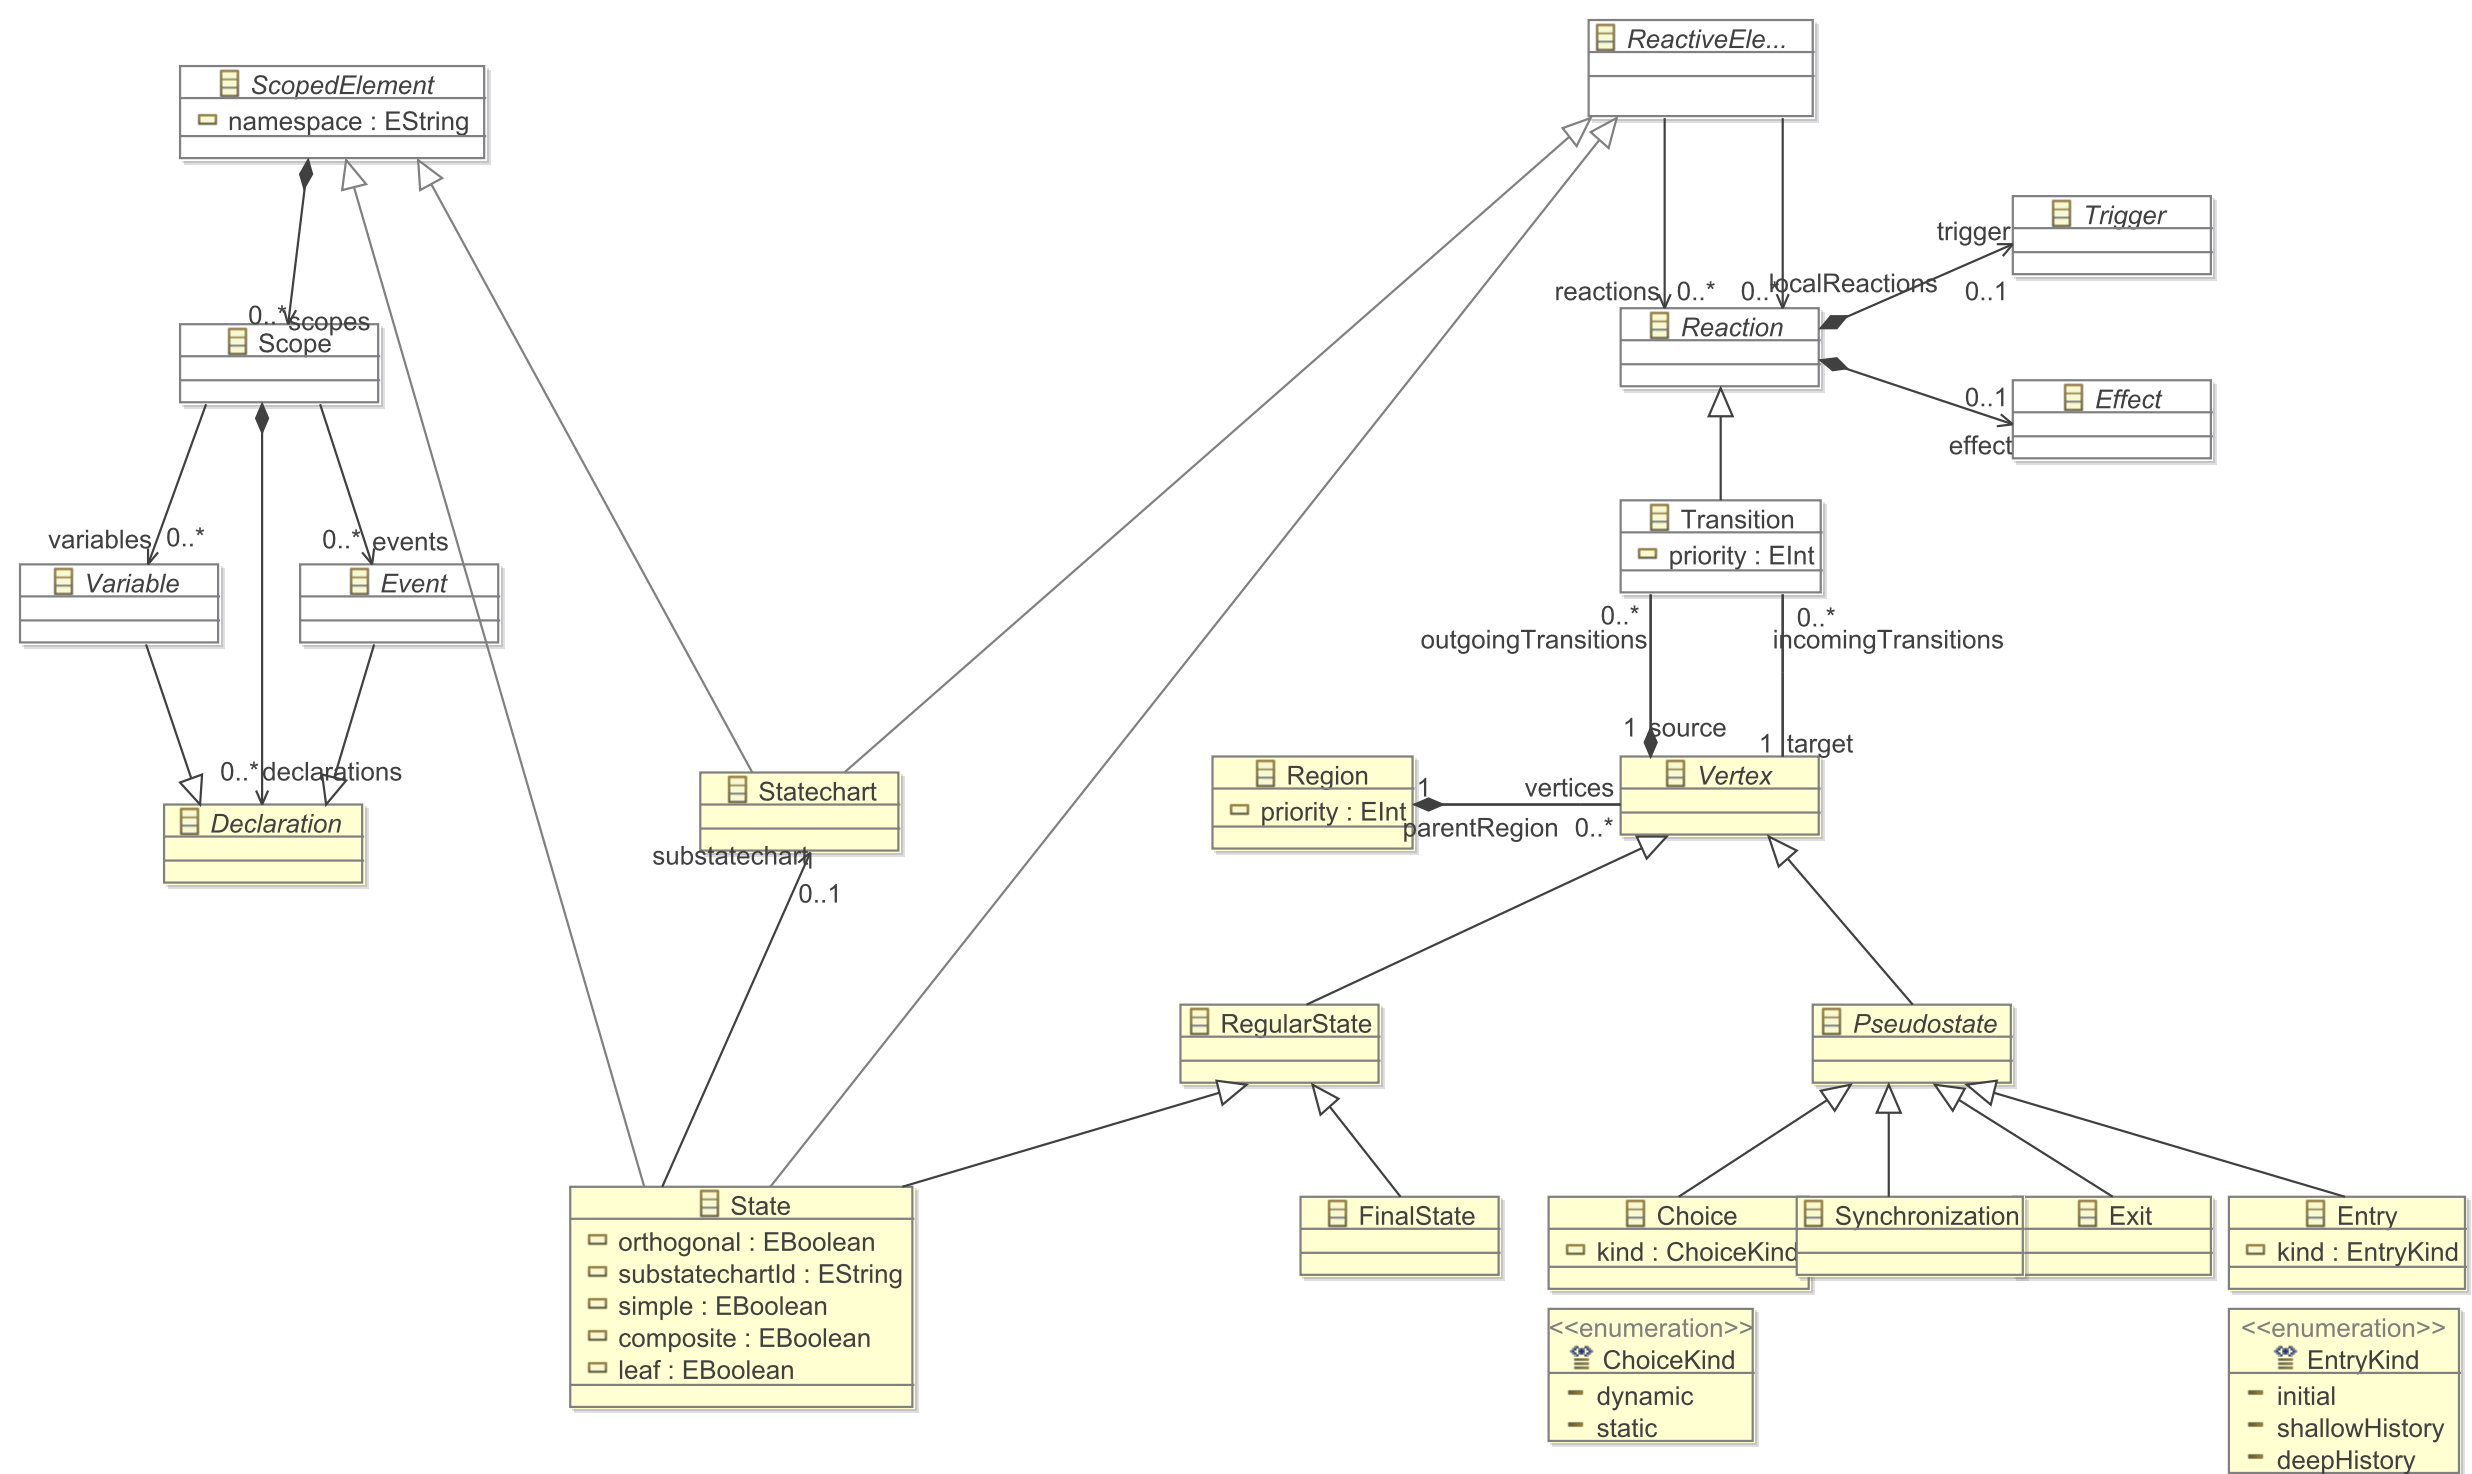 ReactiveEle...
ScopedElement
namespace : EString
Trigger
trigger
0..1
reactions
0..*
0..*
localReactions
0..*
scopes
Scope
Reaction
0..1
Effect
effect
variables
0..*
0..*
events
Transition
priority : EInt
Variable
Event
0..*
0..*
outgoingTransitions
incomingTransitions
1
source
1
target
0..*
declarations
Declaration
Statechart
substatechart
0..1
Region
priority : EInt
1
vertices
parentRegion
0..*
Vertex
RegularState
Pseudostate
State
orthogonal : EBoolean
substatechartId : EString
simple : EBoolean
composite : EBoolean
leaf : EBoolean
FinalState
Choice
kind : ChoiceKind
Synchronization
Exit
Entry
kind : EntryKind
<<enumeration>>
ChoiceKind
dynamic
static
<<enumeration>>
EntryKind
initial
shallowHistory
deepHistory